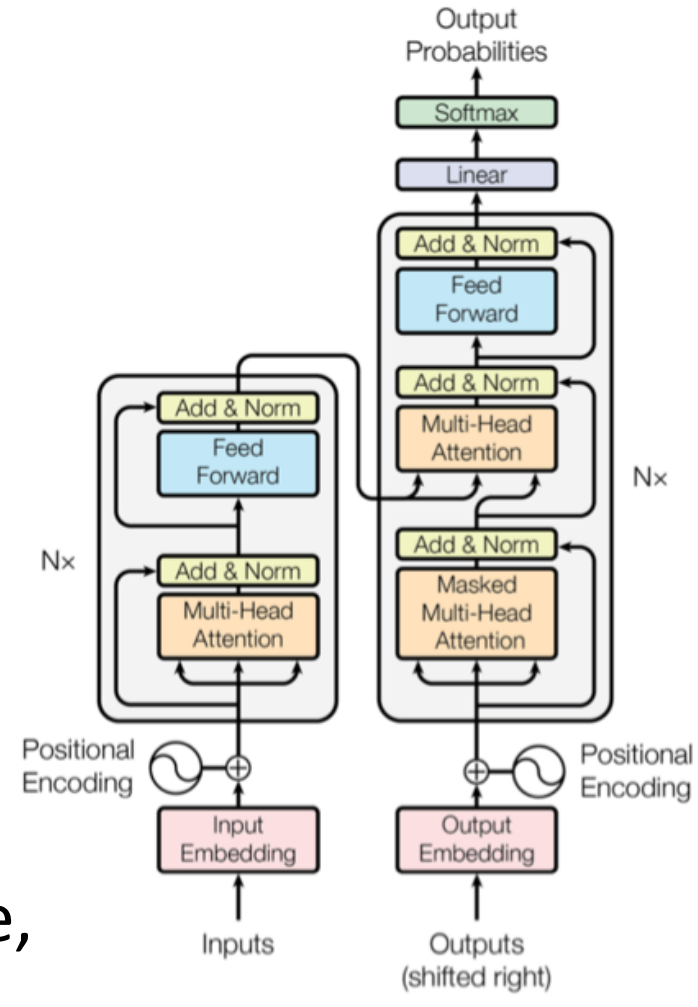 Output
Probabilities
Softmax
Linear
Add & Norm
Feed
Forward
Add & Norm
Multi-Head
Attention
Add & Norm
Masked
Multi-Head
Attention
Nx
Add & Norm
Feed
Forward
Add & Norm
Multi-Head
Attention
Nx
Positional
Encoding
Positional
Encoding
Input
Embedding
Output
Embedding
e,
Inputs
Outputs
(shifted right)